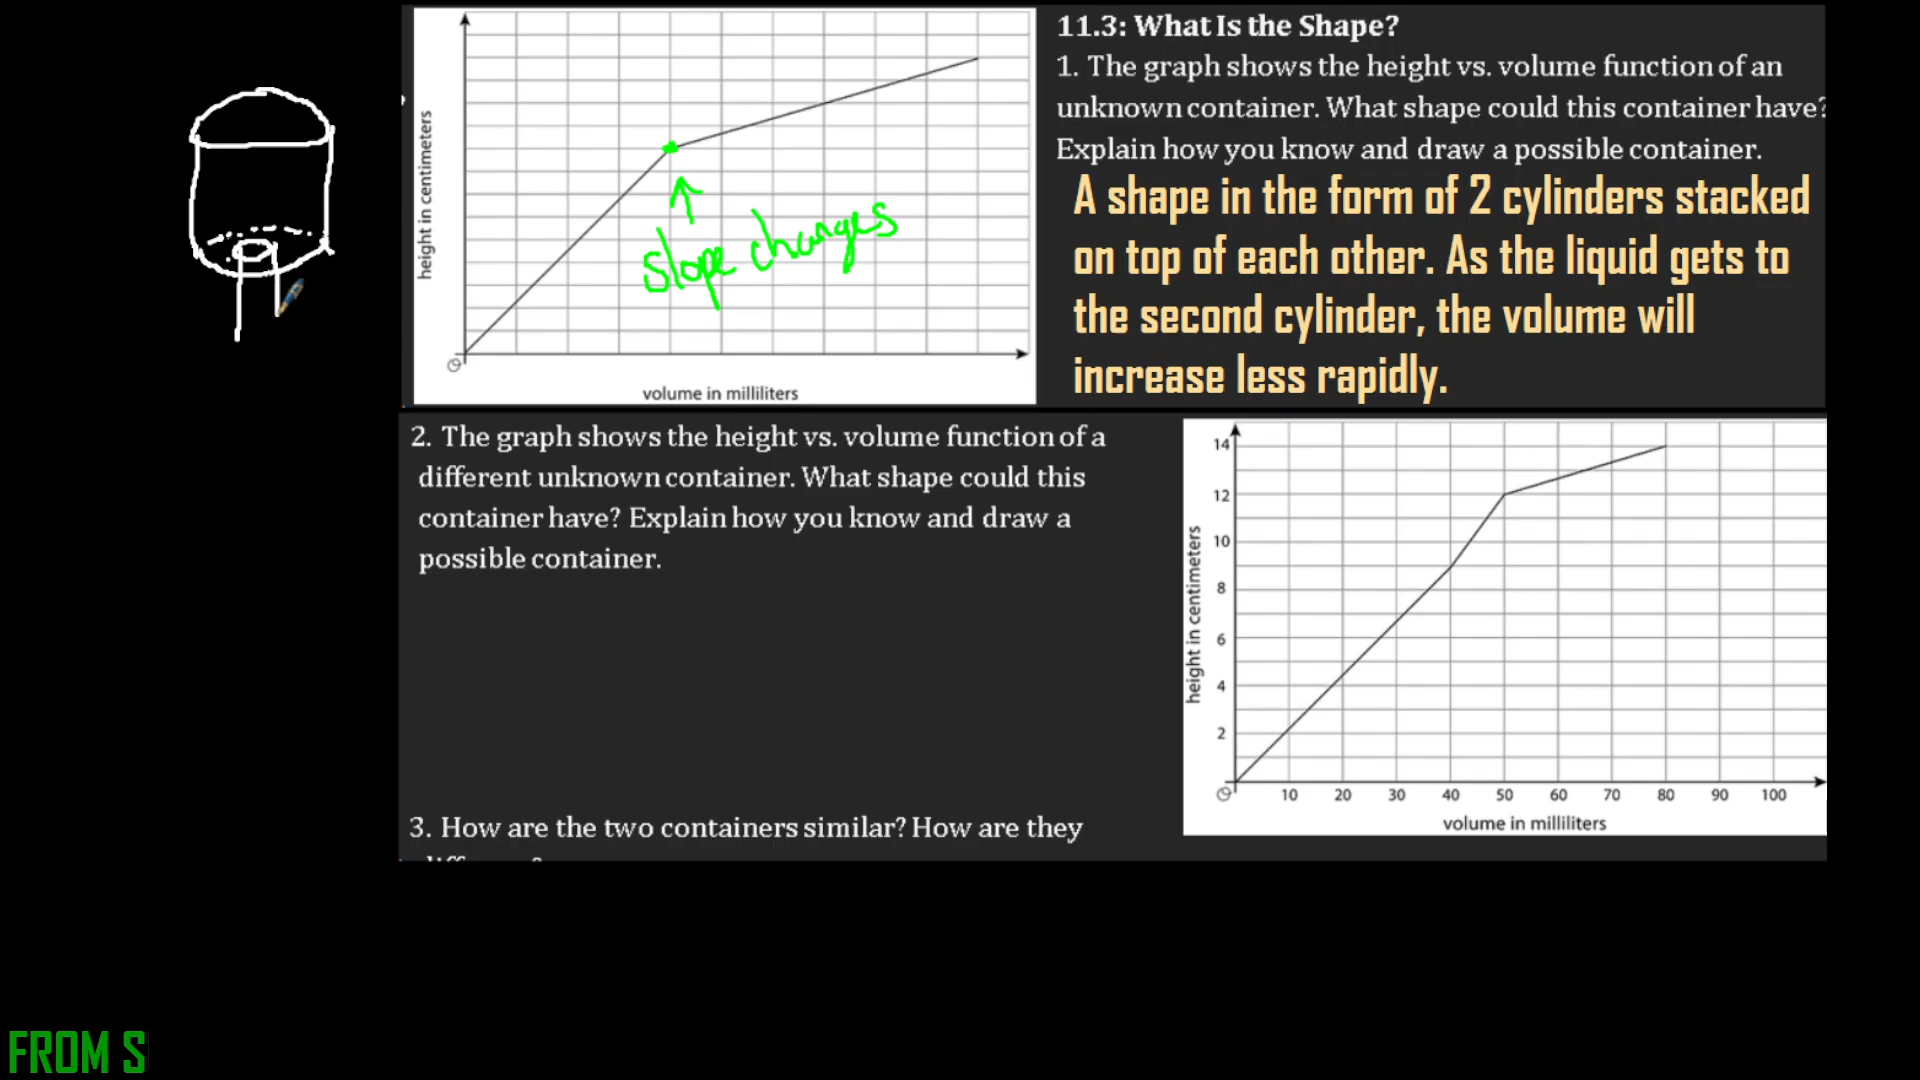 11.3: What Is the Shape?
1. The graph shows the height vs. volume function of an
unknown container. What shape could this container have?
Explain how you know and draw a possible container.
A shape in the form of 2 cylinders stacked
on top of each other. As the liquid gets to
the second cylinder, the volume will
increase less rapidly.
height in centimeters
slope changes
volume in milliliters
2. The graph shows the height vs. volume function of a
different unknown container. What shape could this
container have? Explain how you know and draw a
possible container.
height in centimeters
14
12
10
8
6
4
2
10 20 30 40 50 60 70 80 90 100
volume in milliliters
3. How are the two containers similar? How are they
FROM S